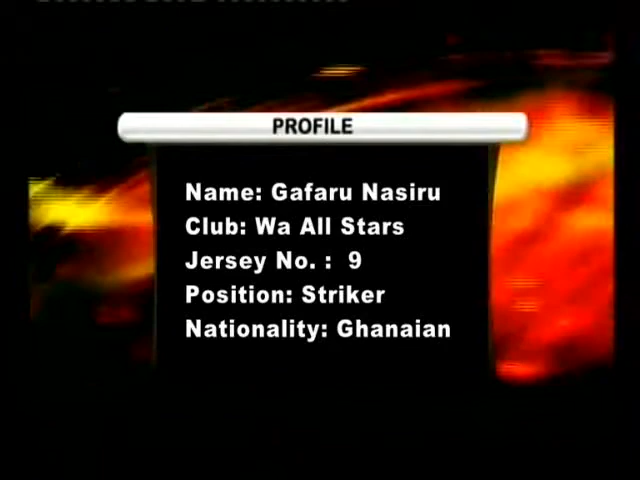 PROFILE
Name: Gafaru Nasiru
Club: Wa All Stars
Jersey No. : 9
Position: Striker
Nationality: Ghanaian